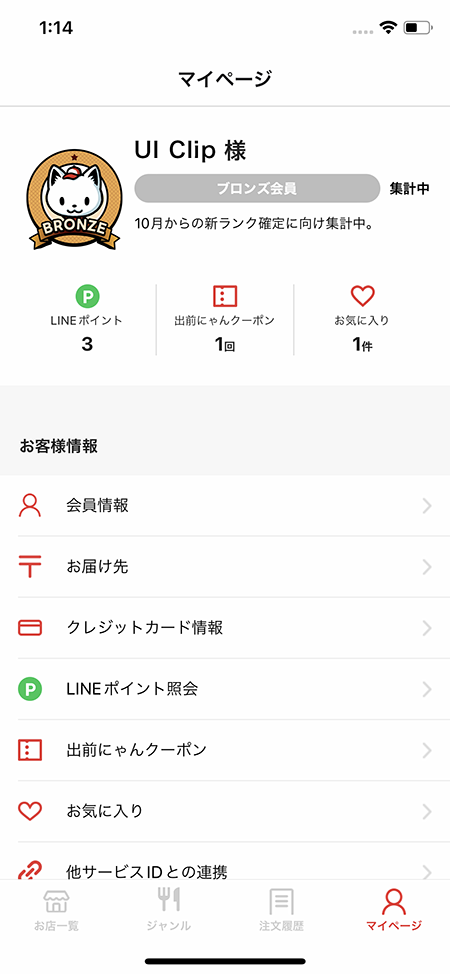 1:14
マイページ
UI Clip 様
BRONZE
ブロンズ会員
集計中
10月からの新ランク確定に向け集計中。
P
LINEポイント
3
出前にゃんクーポン
1回
お気に入り
1件
お客様情報
会員情報
お届け先
クレジットカード情報
P
LINEポイント照会
出前にゃんクーポン
お気に入り
他サービスIDとの連携
お店一覧
ジャンル
注文履歴
マイページ